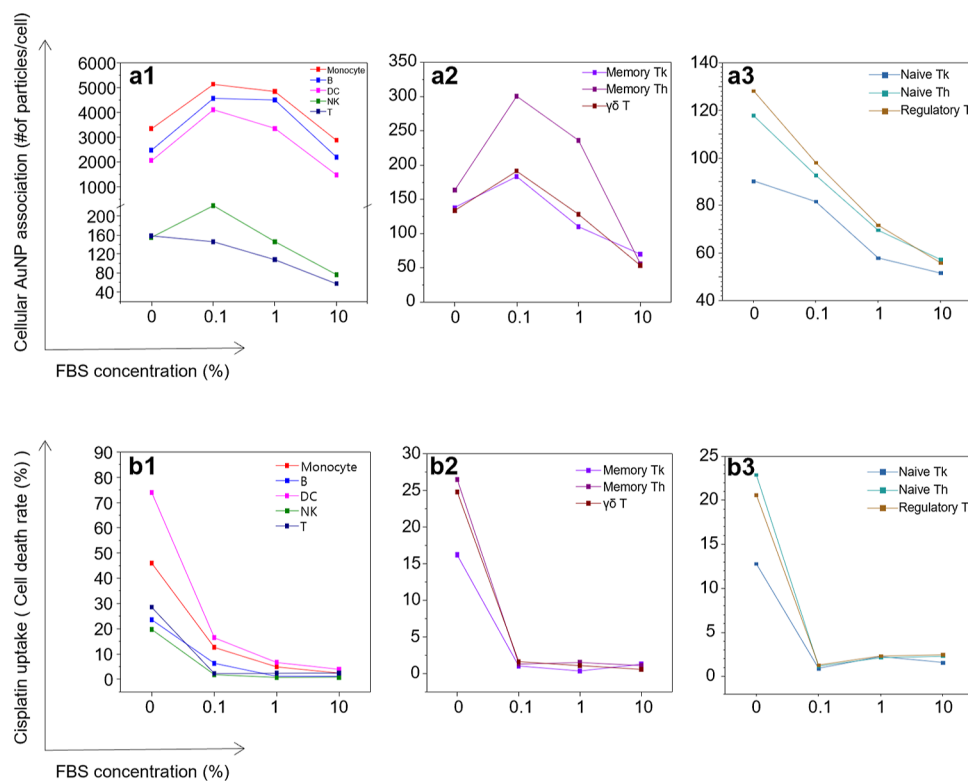 Cellular AuNP association (#of particles/cell)
a1
Monocyte
B
DC
NK
T
6000
5000
4000
3000
2000
1000
200
160
120
80
40
0 0.1 1 10
a2
Memory Tk
Memory Th
γδ T
350
300
250
200
150
100
50
0
0 0.1 1 10
a3
Naive Tk
Naive Th
Regulatory T
140
120
100
80
60
40
0 0.1 1 10
FBS concentration (%)
Cisplatin uptake ( Cell death rate (%) )
b1
Monocyte
B
DC
NK
T
90
80
70
60
50
40
30
20
10
0
0 0.1 1 10
b2
Memory Tk
Memory Th
γδ T
30
25
20
15
10
5
0
0 0.1 1 10
b3
Naive Tk
Naive Th
Regulatory T
25
20
15
10
5
0
0 0.1 1 10
FBS concentration (%)